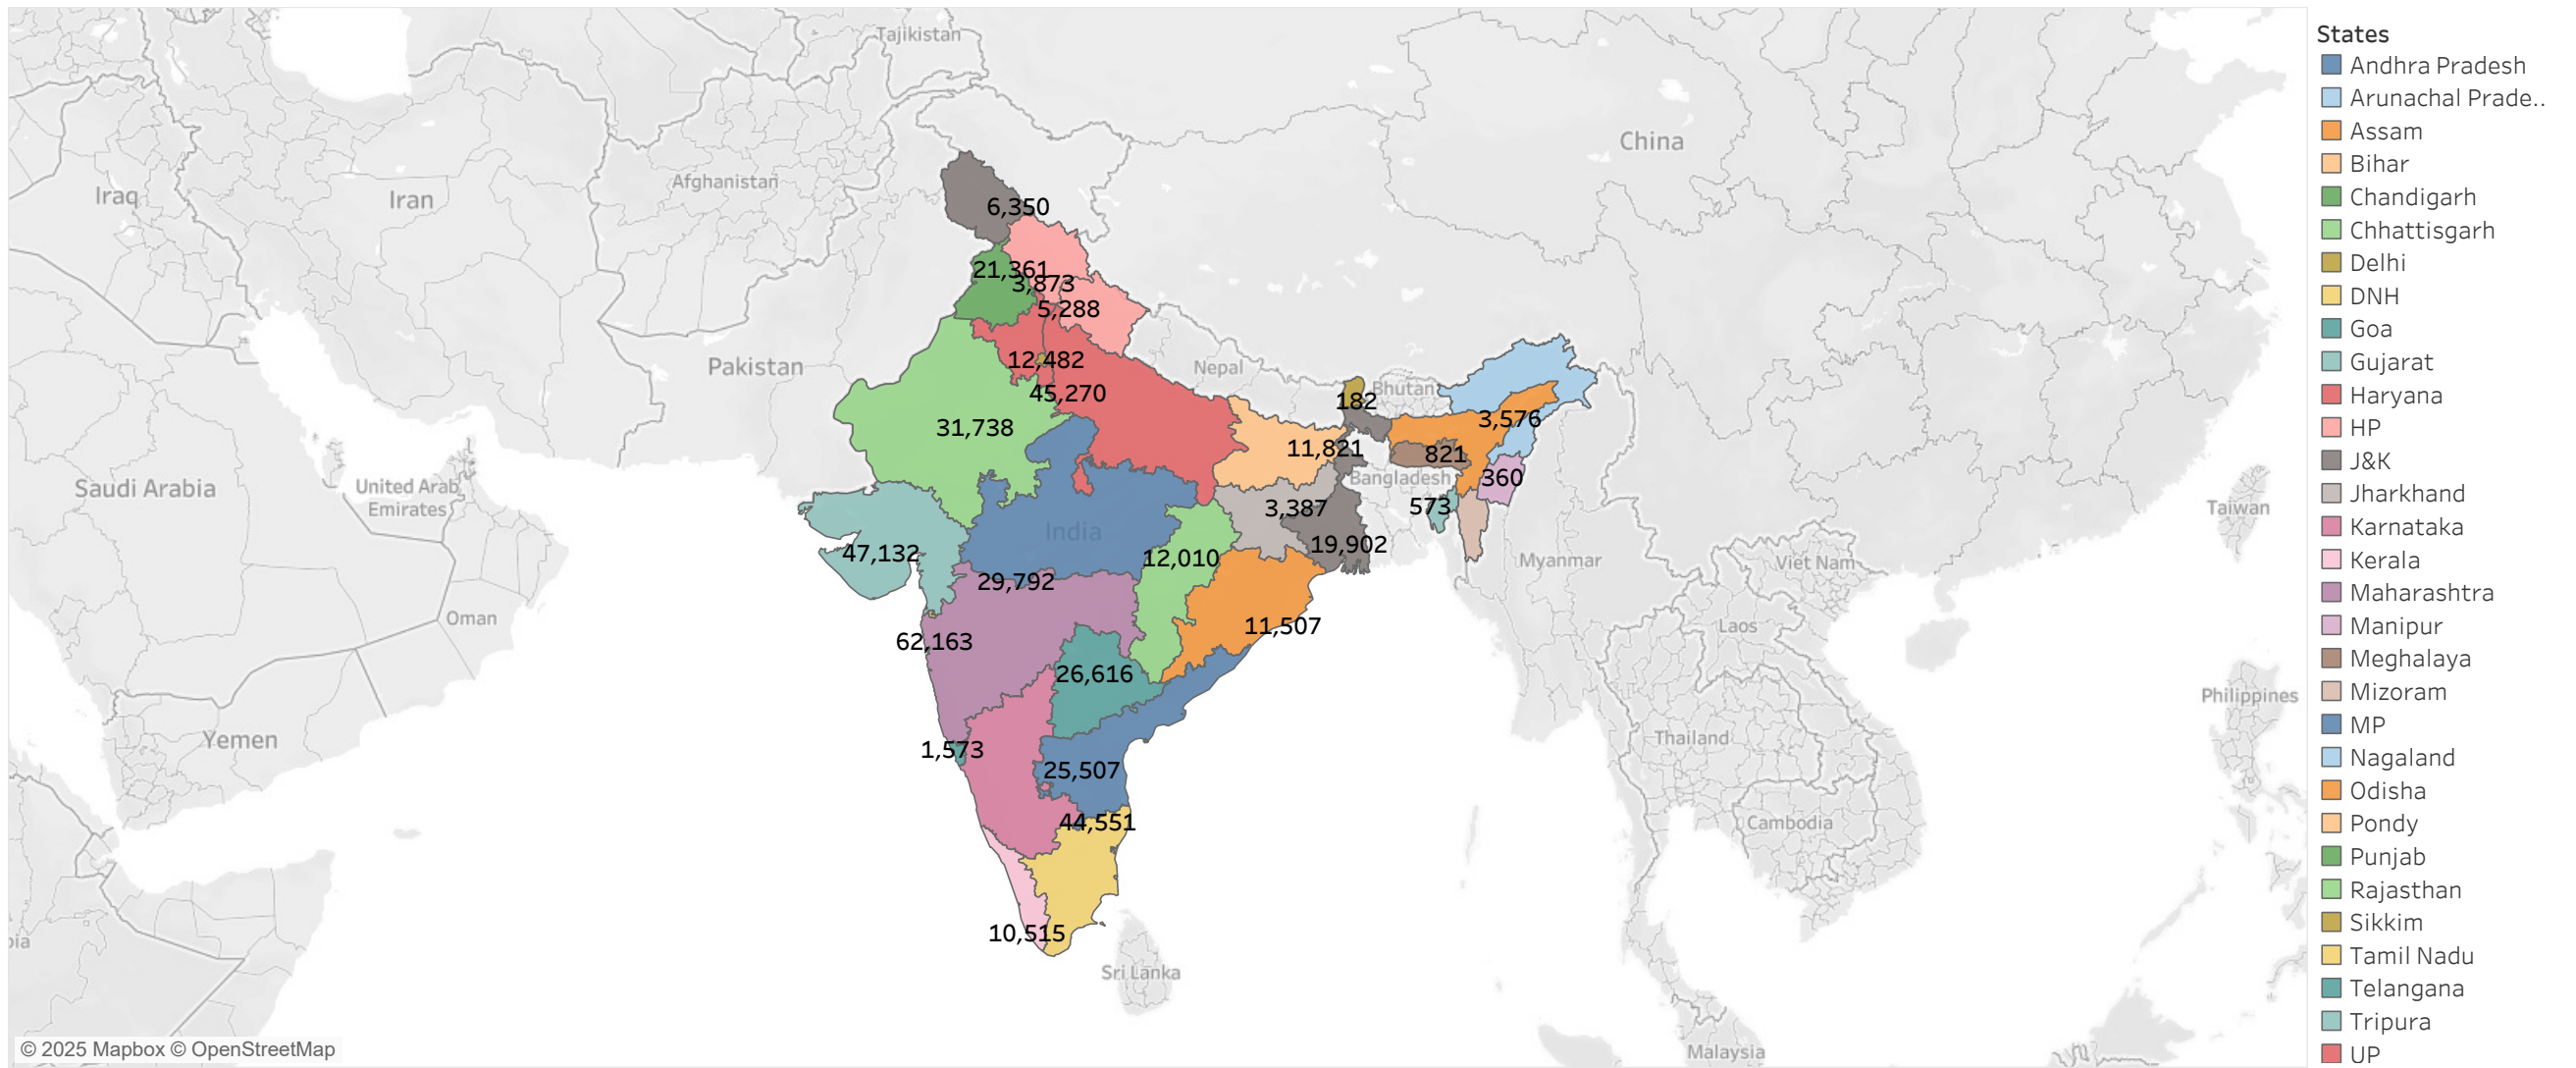 Tajikistan
China
Afghanistan
Iraq
Iran
Pakistan
Nepal
Bhutan
Bangladesh
Saudi Arabia
United Arab
Emirates
Oman
Yemen
India
Myanmar
Viet Nam
Laos
Thailand
Cambodia
Taiwan
Philippines
Sri Lanka
Malaysia
6,350
21,361
3,873
5,288
12,482
45,270
31,738
182
3,576
11,821
821
360
573
3,387
19,902
47,132
12,010
29,792
11,507
62,163
26,616
1,573
25,507
44,551
10,515
© 2025 Mapbox © OpenStreetMap
States
Andhra Pradesh
Arunachal Prade..
Assam
Bihar
Chandigarh
Chhattisgarh
Delhi
DNH
Goa
Gujarat
Haryana
HP
J&K
Jharkhand
Karnataka
Kerala
Maharashtra
Manipur
Meghalaya
Mizoram
MP
Nagaland
Odisha
Pondy
Punjab
Rajasthan
Sikkim
Tamil Nadu
Telangana
Tripura
UP